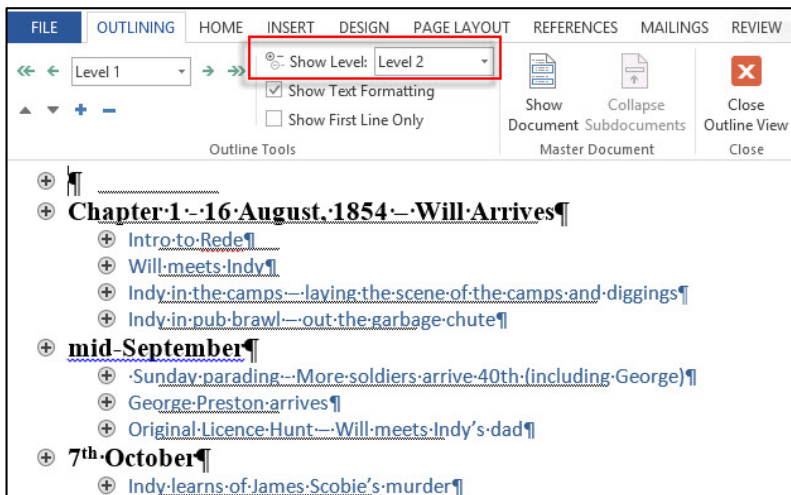 FILE OUTLINING HOME INSERT DESIGN PAGE LAYOUT REFERENCES MAILINGS REVIEW
Level 1
Show Level: Level 2
Show Text Formatting
Show First Line Only
Outline Tools
Show Document
Collapse Subdocuments
Master Document
Close Outline View
Close
¶
Chapter·1·-·16·August,·1854·–·Will·Arrives¶
Intro·to·Rede¶
Will·meets·Indy¶
Indy·in·the·camps·–·laying·the·scene·of·the·camps·and·diggings¶
Indy·in·pub·brawl·–·out·the·garbage·chute¶
mid-September¶
·Sunday·parading·-·More·soldiers·arrive·40th·(including·George)¶
George·Preston·arrives¶
Original·Licence·Hunt·–·Will·meets·Indy’s·dad¶
7th·October¶
Indy·learns·of·James·Scobie’s·murder¶